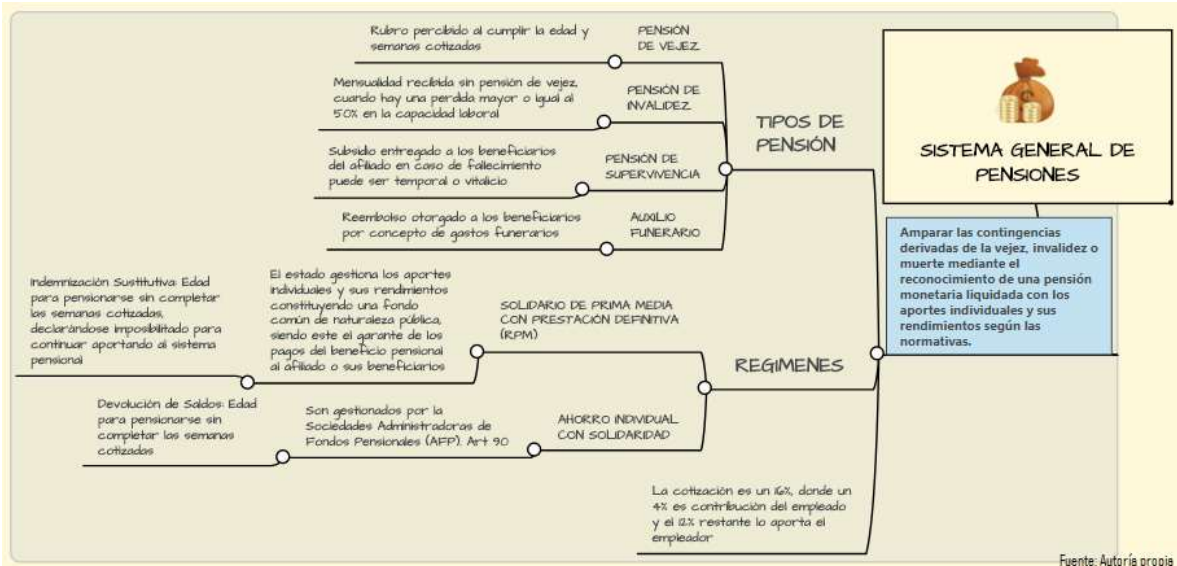 SISTEMA GENERAL DE
PENSIONES
Amparar las contingencias
derivadas de la vejez, invalidez o
muerte mediante el
reconocimiento de una pensión
monetaria liquidada con los
aportes individuales y sus
rendimientos según las
normativas.
TIPOS DE
PENSIÓN
PENSIÓN
DE VEJEZ
Rubro percibido al cumplir la edad y
semanas cotizadas
PENSIÓN DE
INVALIDEZ
Mensualidad recibida sin pensión de vejez,
cuando hay una perdida mayor o igual al
50% en la capacidad laboral
PENSIÓN DE
SUPERVIVENCIA
Subsidio entregado a los beneficiarios
del afiliado en caso de fallecimiento
puede ser temporal o vitalicio
AUXILIO
FUNERARIO
Reembolso otorgado a los beneficiarios
por concepto de gastos funerarios
REGIMENES
SOLIDARIO DE PRIMA MEDIA
CON PRESTACIÓN DEFINITIVA
(RPM)
El estado gestiona los aportes
individuales y sus rendimientos
constituyendo una fondo
común de naturaleza pública,
siendo este el garante de los
pagos del beneficio pensional
al afiliado o sus beneficiarios
Indemnización Sustitutiva: Edad
para pensionarse sin completar
las semanas cotizadas,
declarándose imposibilitado para
continuar aportando al sistema
pensional
AHORRO INDIVIDUAL
CON SOLIDARIDAD
Son gestionados por la
Sociedades Administradoras de
Fondos Pensionales (AFP). Art 90
Devolución de Saldos: Edad
para pensionarse sin
completar las semanas
cotizadas
La cotización es un 16%, donde un
4% es contribución del empleado
y el 12% restante lo aporta el
empleador
Fuente: Autoría propia